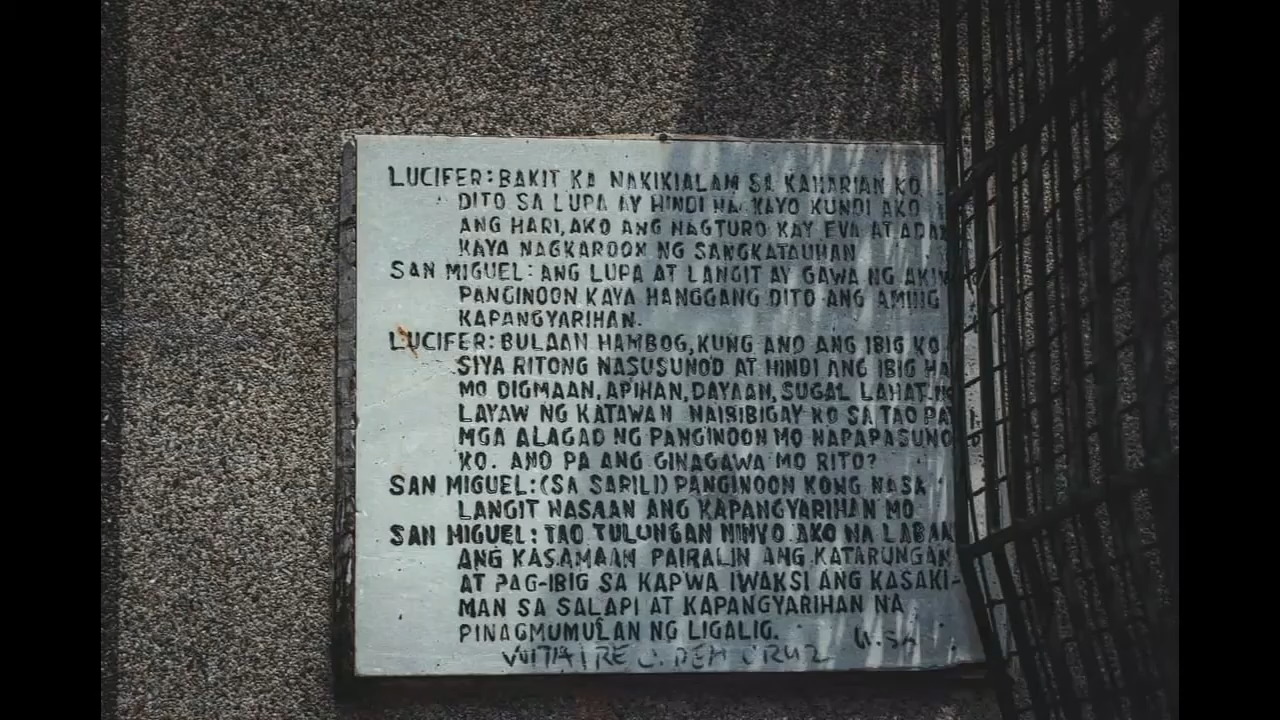 LUCIFER: BAKIT KA NAKIKIALAM SA KAHARIAN KO
DITO SA LUPA AY HINDI NA KAYO KUNDI AKO
ANG HARI, AKO ANG NAGTURO KAY EVA AT ADA
KAYA NAGKAROON NG SANGKATAUHAN
SAN MIGUEL: ANG LUPA AT LANGIT AY GAWA NG AKIN
PANGINOON KAYA HANGGANG DITO ANG AMING
KAPANGYARIHAN.
LUCIFER: BULAAN HAMBOG, KUNG ANO ANG IBIG KO
SIYA RITONG NASUSUNOD AT HINDI ANG IBIG
MO DIGMAAN, APIHAN, DAYAAN, SUGAL LAHAT
LAYAW NG KATAWAN NAIBIBIGAY KO SA TAO PA
MGA ALAGAD NG PANGINOON MO NAPAPASUNO
KO. ANO PA ANG GINAGAWA MO RITO?
SAN MIGUEL: (SA SARILI) PANGINOON KONG NASA
LANGIT NASAAN ANG KAPANGYARIHAN MO
SAN MIGUEL: TAO TULUNGAN NINYO AKO NA LABAN
ANG KASAMAAN PAIRALIN ANG KATARUNGAN
AT PAG-IBIG SA KAPWA IWAKSI ANG KASAKI-
MAN SA SALAPI AT KAPANGYARIHAN NA
PINAGMUMULAN NG LIGALIG.
CRUZ